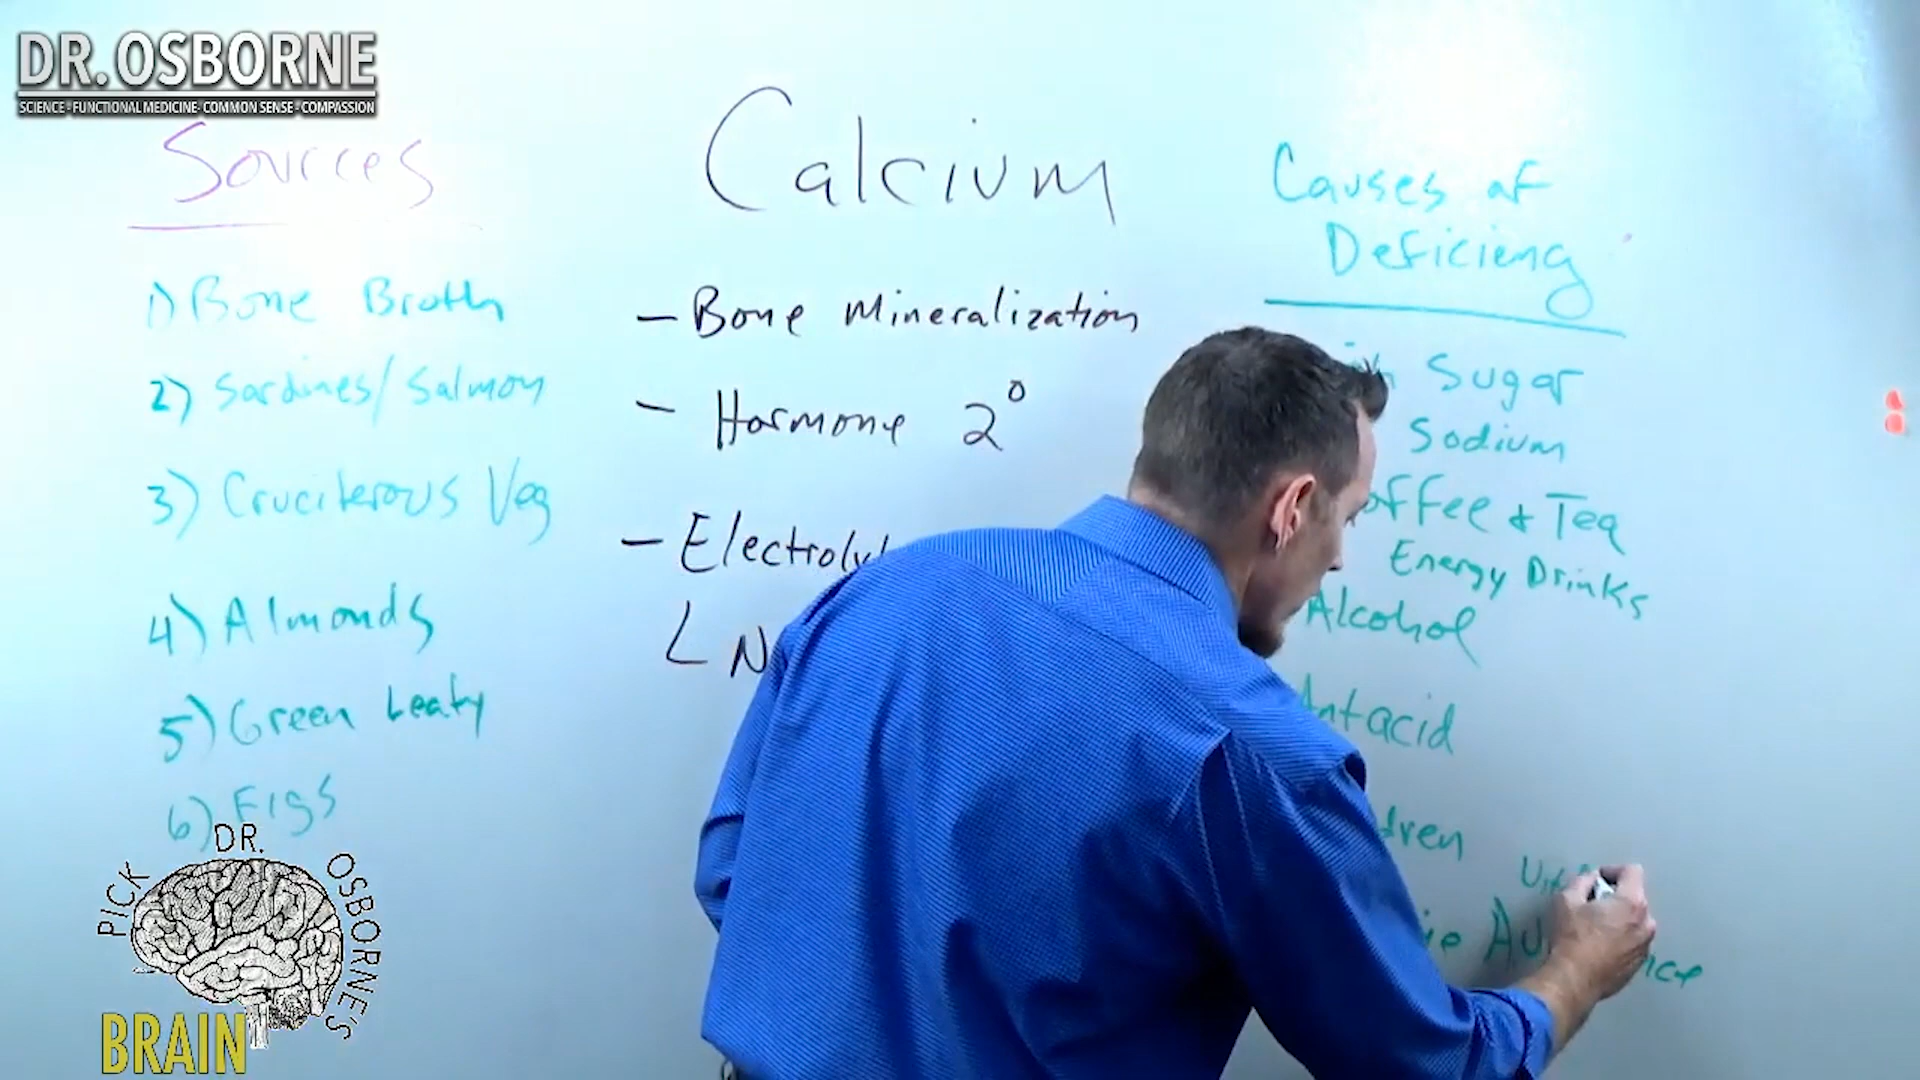 DR. OSBORNE
SCIENCE - FUNCTIONAL MEDICINE - COMMON SENSE - COMPASSION
Sources
1) Bone Broth
2) Sardines/Salmon
3) Cruciferous Veg
4) Almonds
5) Green Leafy
6) Figs
Calcium
- Bone Mineralization
- Hormone 2°
- Electroly
Causes of
Deficiency
Sugar
Sodium
offee & Tea
Energy Drinks
Alcohol
Antacid
dren
PICK
DR.
OSBORNE'S
BRAIN